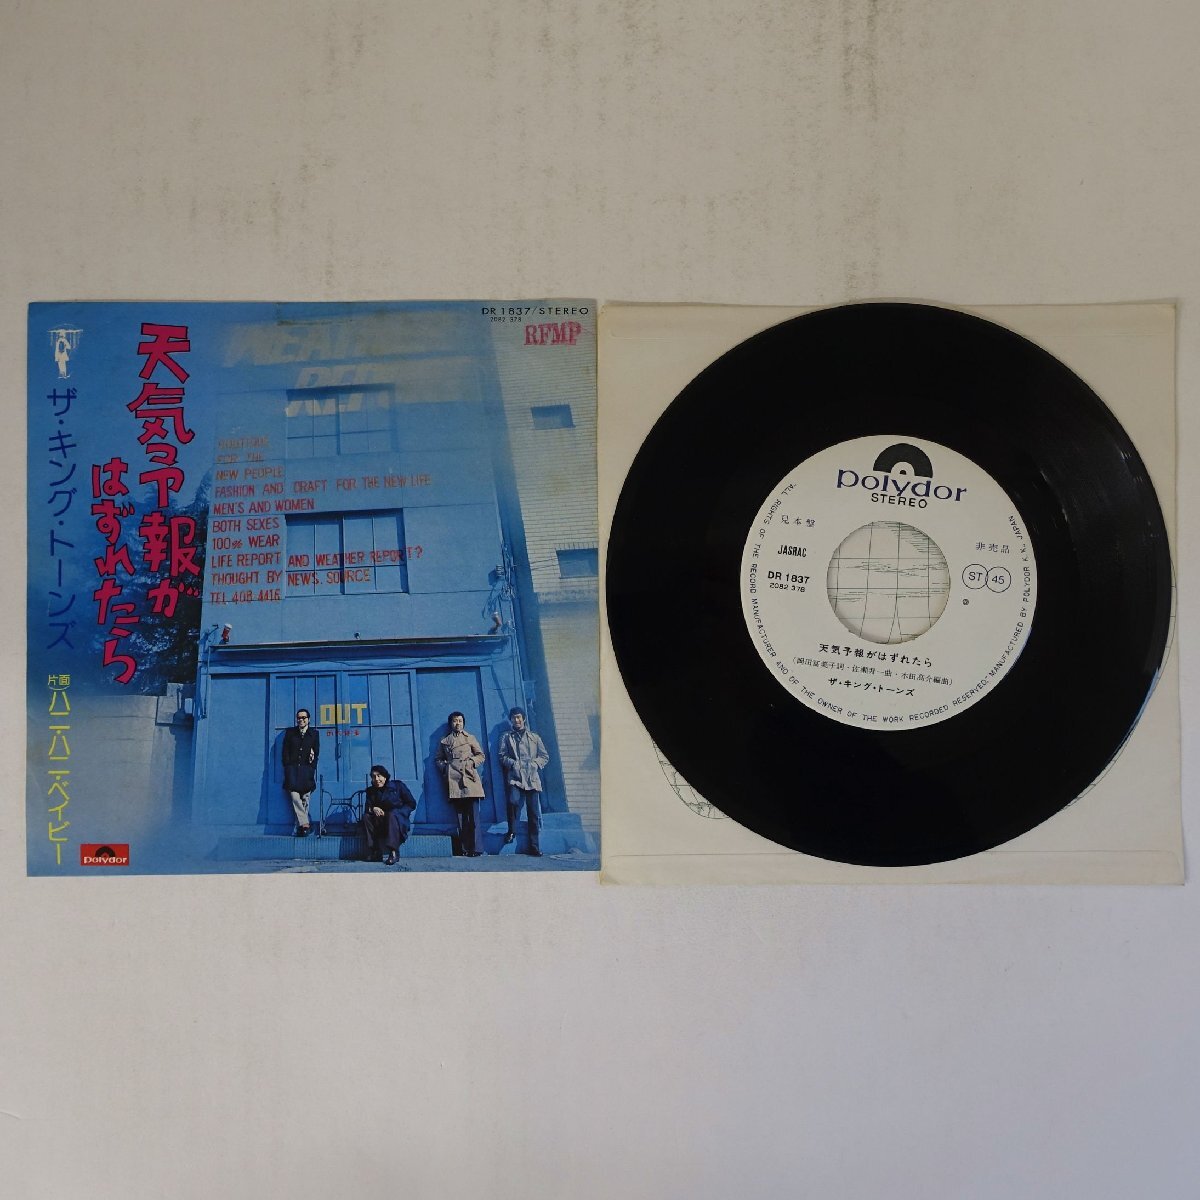 DR 1837/STEREO
2082 378
RFMP
天気予報が
はずれたら
ザ・キング・トーンズ
片面)ハニ・ハニ・ベイビー
polydor
FOR THE
NEW PEOPLE
FASHION AND CRAFT FOR THE NEW LIFE
MEN'S AND WOMEN
BOTH SEXES
100% WEAR
LIFE REPORT AND WEATHER REPORT?
THOUGHT BY NEWS. SOURCE
TEL 408 4416
OUT
polydor
STEREO
見本盤
非売品
JASRAC
DR 1837
2082 378
ST 45
℗
天気予報がはずれたら
ザ・キング・トーンズ
"ALL RIGHTS OF THE RECORD MANUFACTURER AND OF THE OWNER OF THE WORK RECORDED RESERVED," MANUFACTURED BY POLYDOR K.K., JAPAN